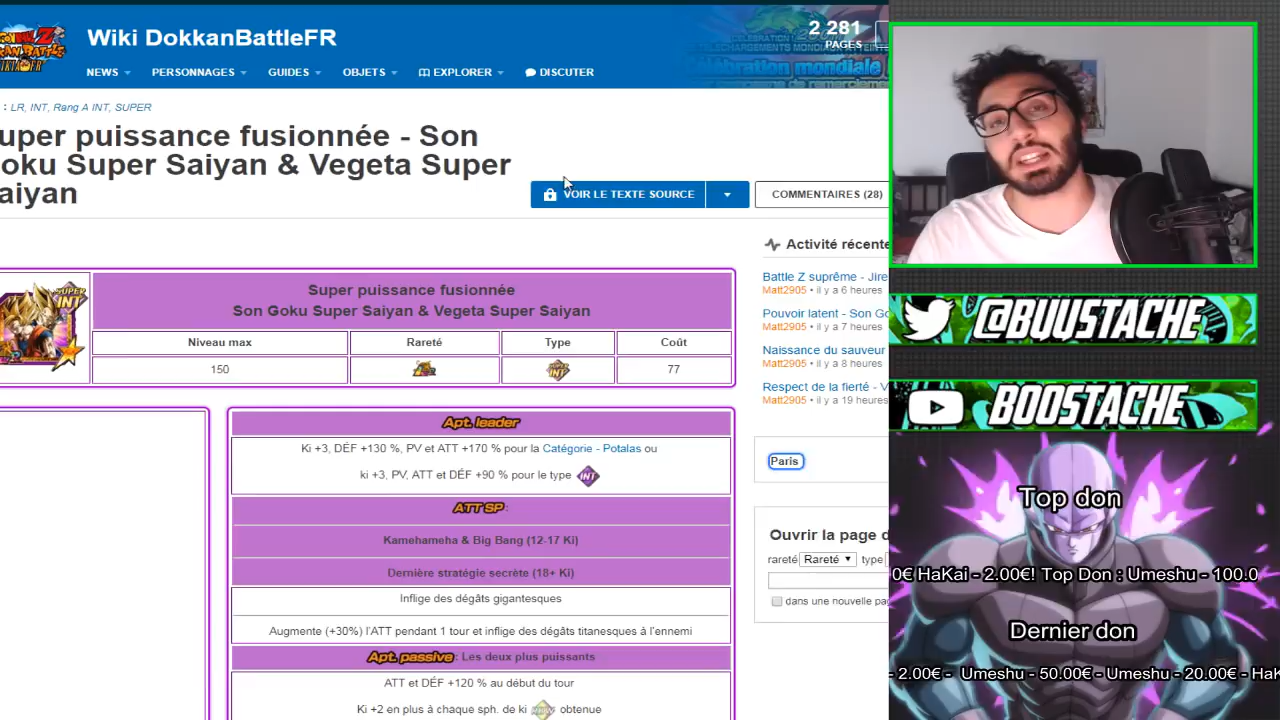 Wiki DokkanBattleFR
2 281
PAGES
NEWS PERSONNAGES GUIDES OBJETS EXPLORER DISCUTER
: LR, INT, Rang A INT, SUPER
uper puissance fusionnée - Son
oku Super Saiyan & Vegeta Super
aiyan
VOIR LE TEXTE SOURCE
COMMENTAIRES (28)
Activité récente
Battle Z suprême - Jire
Matt2905 • il y a 6 heures
Pouvoir latent - Son Go
Matt2905 • il y a 7 heures
Naissance du sauveur
Matt2905 • il y a 8 heures
Respect de la fierté - V
Matt2905 • il y a 19 heures
Paris
Ouvrir la page d
rareté Rareté type
dans une nouvelle pag
SUPER
INT
Super puissance fusionnée
Son Goku Super Saiyan & Vegeta Super Saiyan
Niveau max Rareté Type Coût
150 LR INT 77
Apt. leader
Ki +3, DÉF +130 %, PV et ATT +170 % pour la Catégorie - Potalas ou
ki +3, PV, ATT et DÉF +90 % pour le type INT
ATT SP :
Kamehameha & Big Bang (12-17 Ki)
Dernière stratégie secrète (18+ Ki)
Inflige des dégâts gigantesques
Augmente (+30%) l'ATT pendant 1 tour et inflige des dégâts titanesques à l'ennemi
Apt. passive : Les deux plus puissants
ATT et DÉF +120 % au début du tour
Ki +2 en plus à chaque sph. de ki obtenue
@BUUSTACHE
BOOSTACHE
Top don
0€ HaKai - 2.00€! Top Don : Umeshu - 100.0
Dernier don
- 2.00€ - Umeshu - 50.00€ - Umeshu - 20.00€ - HaK